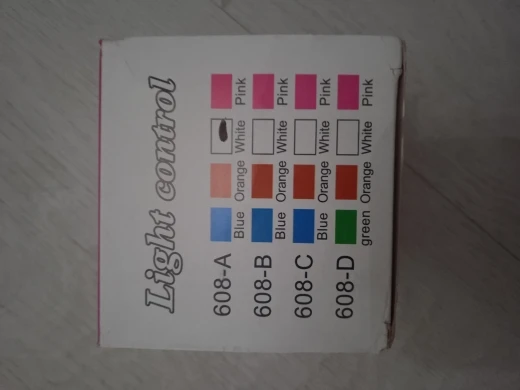 Light control
608-A Blue Orange White Pink
608-B Blue Orange White Pink
608-C Blue Orange White Pink
608-D green Orange White Pink